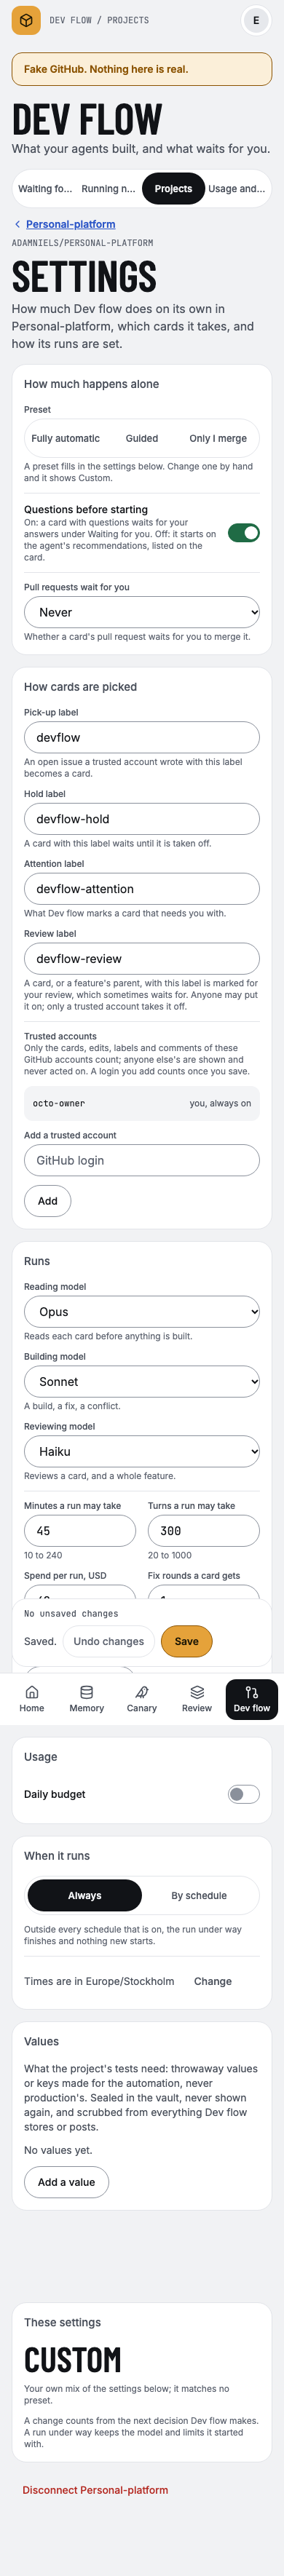 DEV FLOW / PROJECTS
E
Fake GitHub. Nothing here is real.
DEV FLOW
What your agents built, and what waits for you.
Waiting fo...
Running n...
Projects
Usage and...
Personal-platform
ADAMNIELS/PERSONAL-PLATFORM
SETTINGS
How much Dev flow does on its own in
Personal-platform, which cards it takes, and
how its runs are set.
How much happens alone
Preset
Fully automatic
Guided
Only I merge
A preset fills in the settings below. Change one by hand
and it shows Custom.
Questions before starting
On: a card with questions waits for your
answers under Waiting for you. Off: it starts on
the agent's recommendations, listed on the
card.
Pull requests wait for you
Never
Whether a card's pull request waits for you to merge it.
How cards are picked
Pick-up label
devflow
An open issue a trusted account wrote with this label
becomes a card.
Hold label
devflow-hold
A card with this label waits until it is taken off.
Attention label
devflow-attention
What Dev flow marks a card that needs you with.
Review label
devflow-review
A card, or a feature's parent, with this label is marked for
your review, which sometimes waits for. Anyone may put
it on; only a trusted account takes it off.
Trusted accounts
Only the cards, edits, labels and comments of these
GitHub accounts count; anyone else's are shown and
never acted on. A login you add counts once you save.
octo-owner
you, always on
Add a trusted account
GitHub login
Add
Runs
Reading model
Opus
Reads each card before anything is built.
Building model
Sonnet
A build, a fix, a conflict.
Reviewing model
Haiku
Reviews a card, and a whole feature.
Minutes a run may take
Turns a run may take
45
300
10 to 240
20 to 1000
Spend per run, USD
Fix rounds a card gets
No unsaved changes
Saved.
Undo changes
Save
Home
Memory
Canary
Review
Dev flow
Usage
Daily budget
When it runs
Always
By schedule
Outside every schedule that is on, the run under way
finishes and nothing new starts.
Times are in Europe/Stockholm
Change
Values
What the project's tests need: throwaway values
or keys made for the automation, never
production's. Sealed in the vault, never shown
again, and scrubbed from everything Dev flow
stores or posts.
No values yet.
Add a value
These settings
CUSTOM
Your own mix of the settings below; it matches no
preset.
A change counts from the next decision Dev flow makes.
A run under way keeps the model and limits it started
with.
Disconnect Personal-platform